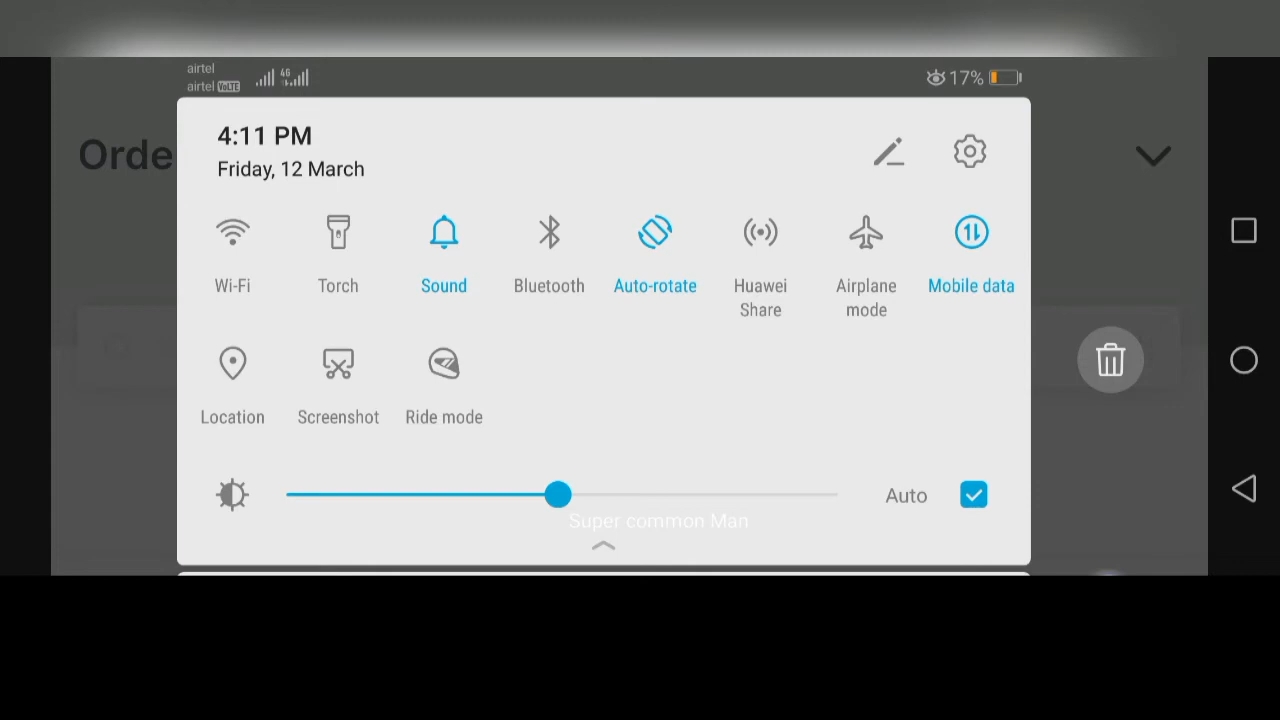 airtel
airtel VoLTE 4G 17%
4:11 PM
Friday, 12 March
Orde
Wi-Fi Torch Sound Bluetooth Auto-rotate Huawei Share Airplane mode Mobile data
Location Screenshot Ride mode
Auto
Super common Man